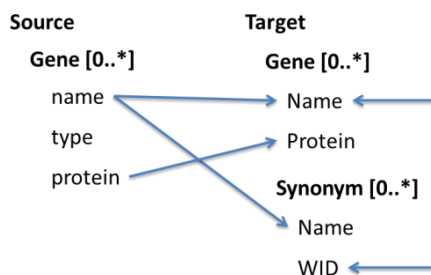 Source
Target
Gene [0..*]
Gene [0..*]
name
Name
type
Protein
protein
Synonym [0..*]
Name
WID